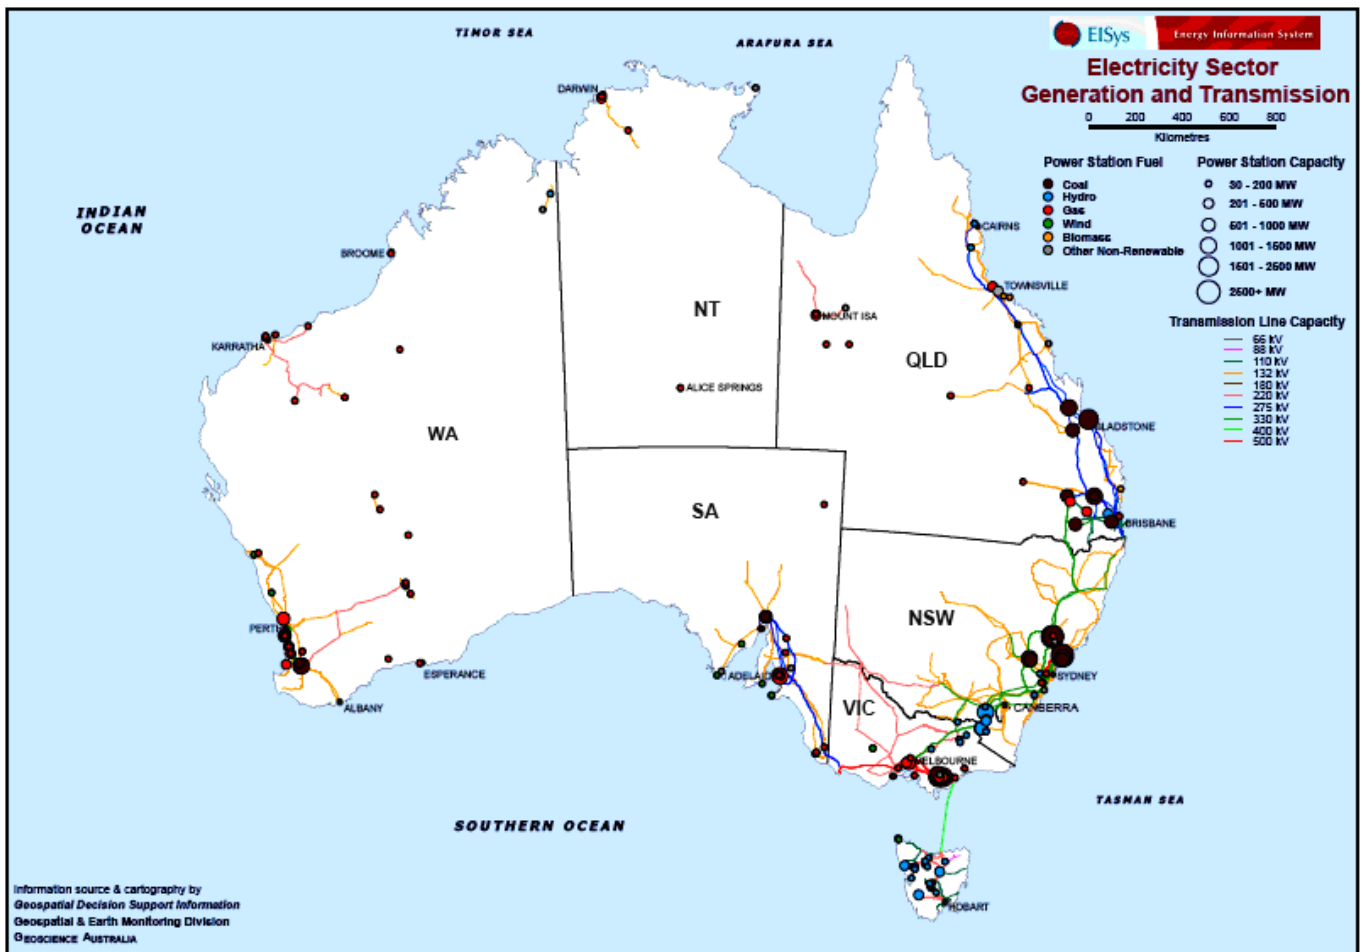 TIMOR SEA
ARAFURA SEA
EISys
Energy Information System
Electricity Sector
Generation and Transmission
0 200 400 600 800
Kilometres
Power Station Fuel
Coal
Hydro
Gas
Wind
Biomass
Other Non-Renewable
Power Station Capacity
30 - 200 MW
201 - 500 MW
501 - 1000 MW
1001 - 1500 MW
1501 - 2500 MW
2500+ MW
Transmission Line Capacity
66 kV
88 kV
110 kV
132 kV
180 kV
220 kV
275 kV
330 kV
400 kV
500 kV
INDIAN
OCEAN
DARWIN
BROOME
KARRATHA
CAIRNS
TOWNSVILLE
MOUNT ISA
NT
QLD
ALICE SPRINGS
WA
GLADSTONE
SA
BRISBANE
NSW
PERTH
ESPERANCE
ALBANY
ADELAIDE
SYDNEY
VIC
CANBERRA
MELBOURNE
TASMAN SEA
SOUTHERN OCEAN
HOBART
Information source & cartography by
Geospatial Decision Support Information
Geospatial & Earth Monitoring Division
GEOSCIENCE AUSTRALIA